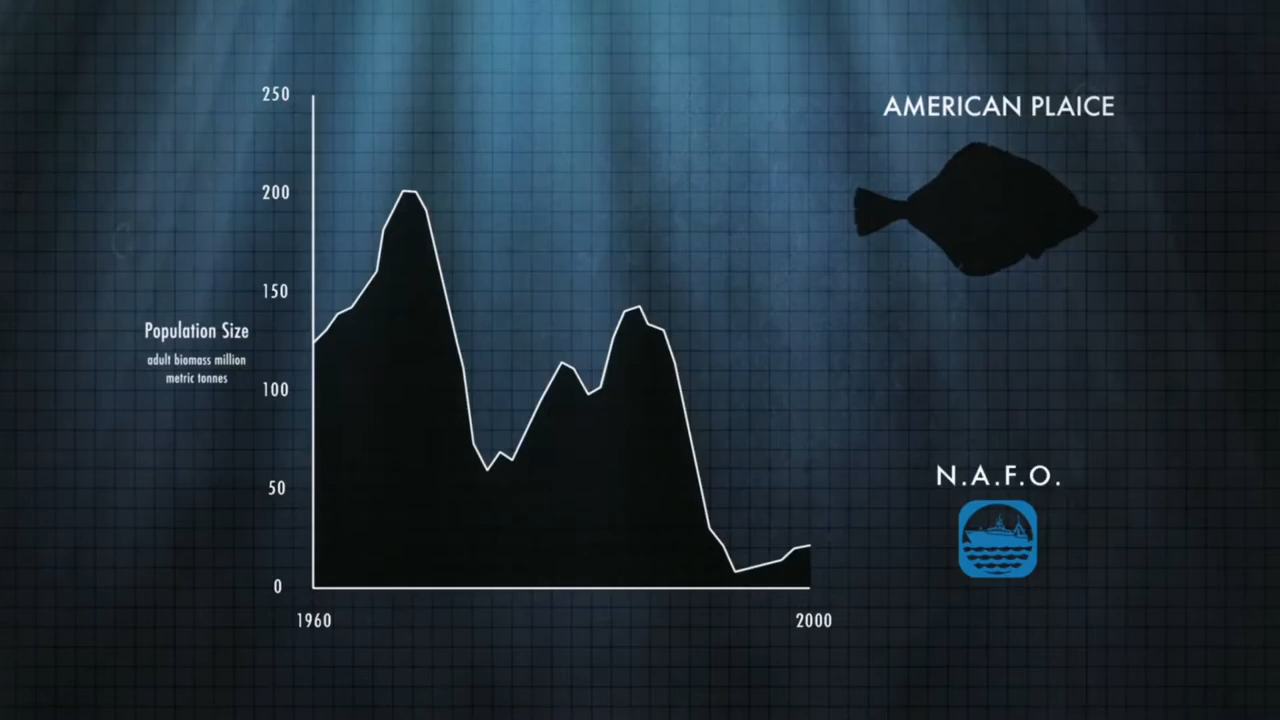 AMERICAN PLAICE
250
200
150
100
50
0
Population Size
adult biomass million
metric tonnes
1960
2000
N.A.F.O.